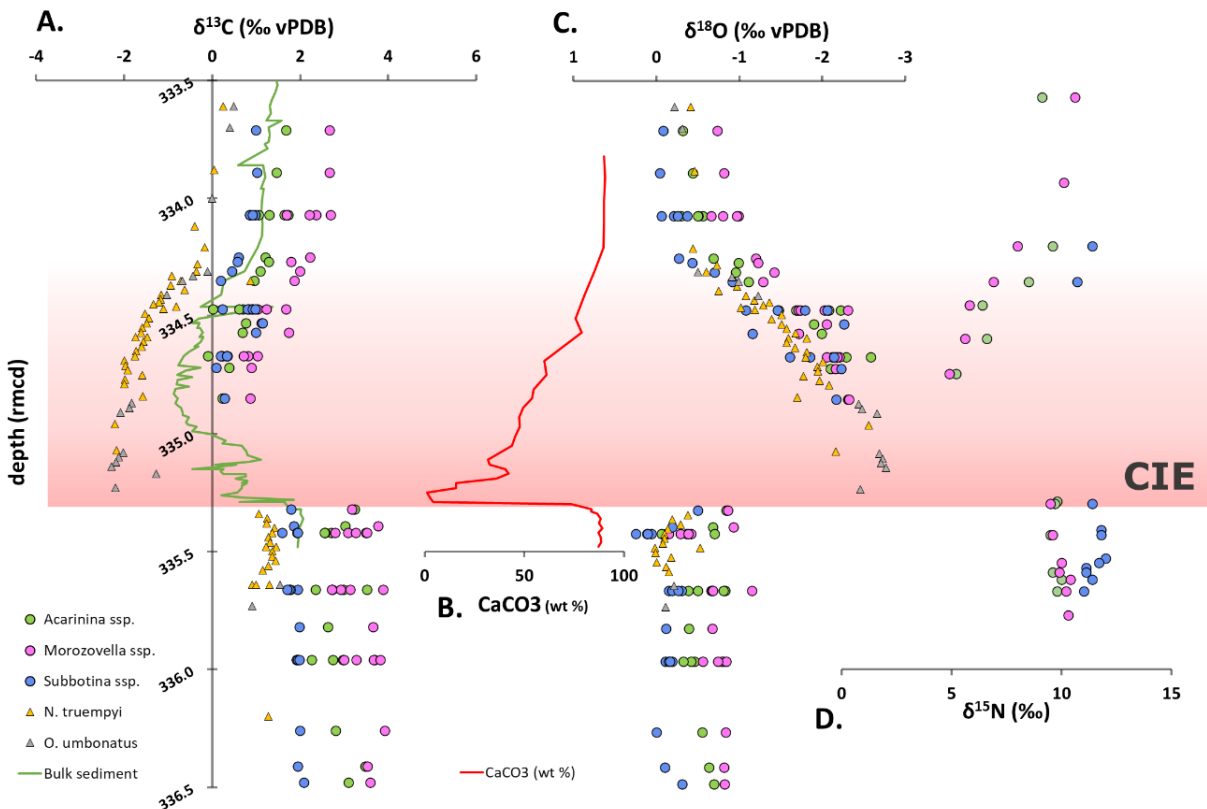 A.
δ13C (‰ vPDB)
-4 -2 0 2 4 6
C.
δ18O (‰ vPDB)
1 0 -1 -2 -3
333.5
334.0
334.5
335.0
335.5
336.0
336.5
depth (rmcd)
CIE
0 50 100
B. CaCO3 (wt %)
Acarinina ssp.
Morozovella ssp.
Subbotina ssp.
N. truempyi
O. umbonatus
Bulk sediment
CaCO3 (wt %)
0 5 10 15
D. δ15N (‰)